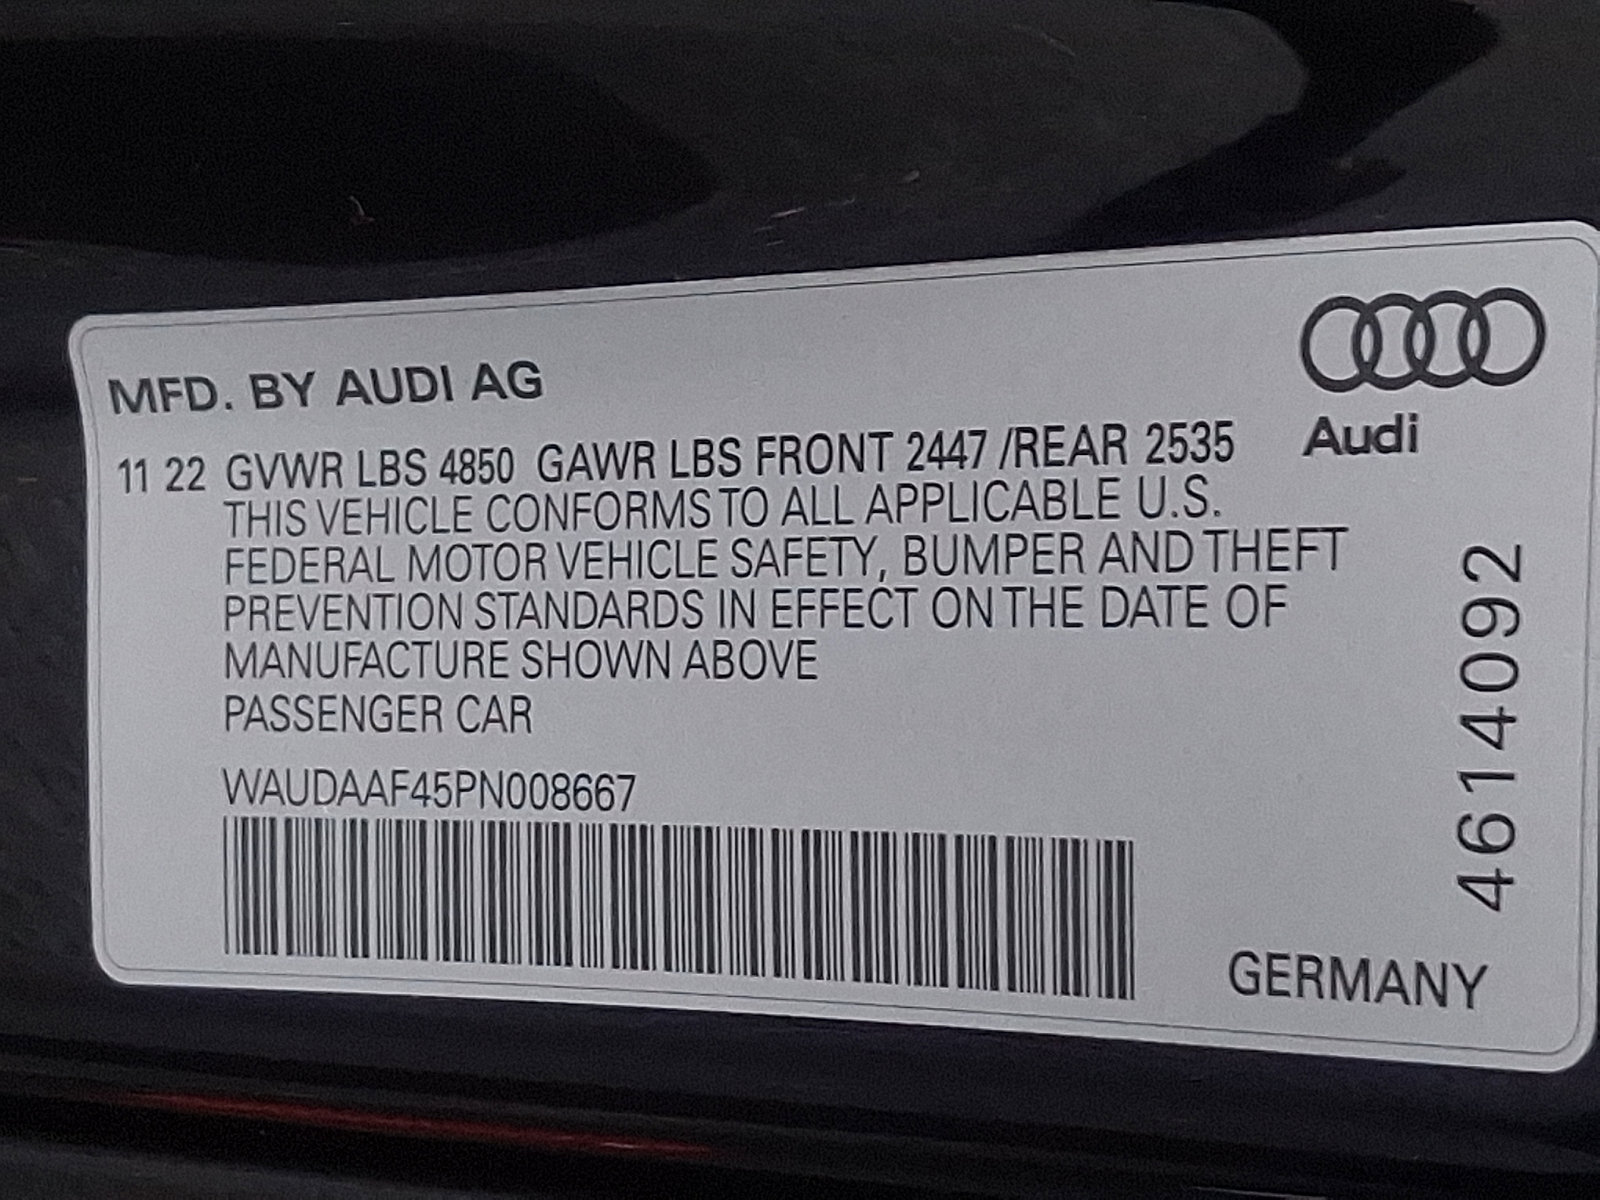 MFD. BY AUDI AG
Audi
11 22 GVWR LBS 4850 GAWR LBS FRONT 2447 /REAR 2535
THIS VEHICLE CONFORMS TO ALL APPLICABLE U.S.
FEDERAL MOTOR VEHICLE SAFETY, BUMPER AND THEFT
PREVENTION STANDARDS IN EFFECT ON THE DATE OF
MANUFACTURE SHOWN ABOVE
PASSENGER CAR
WAUDAAF45PN008667
4614092
GERMANY